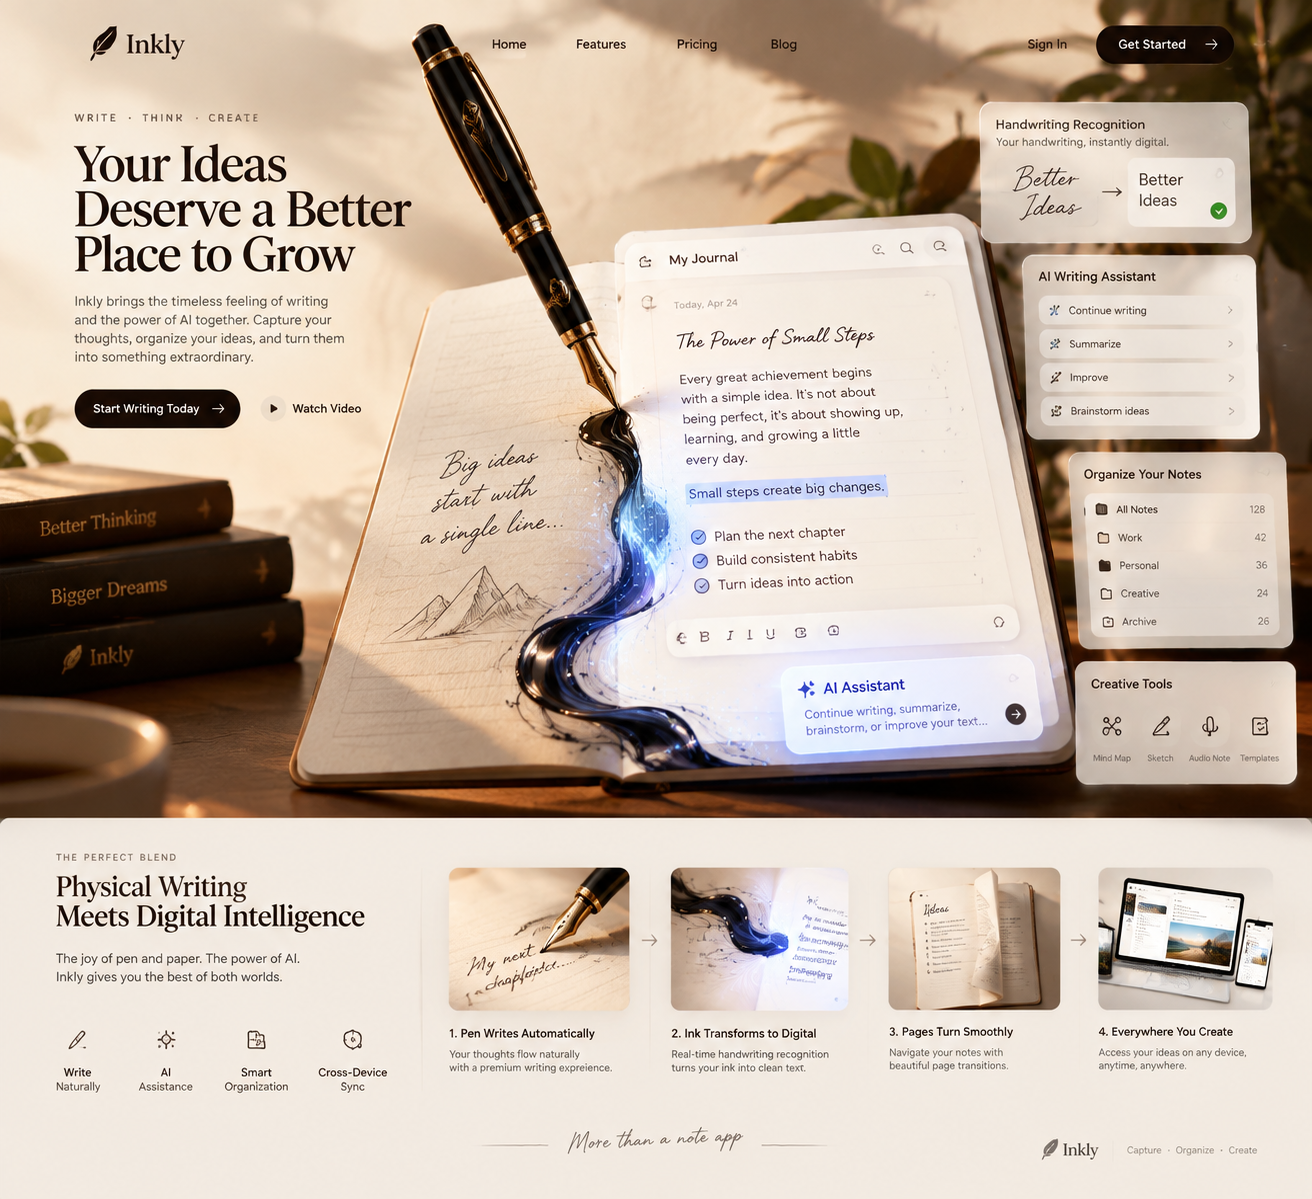 Inkly
Home
Features
Pricing
Blog
Sign In
Get Started
WRITE · THINK · CREATE
Your Ideas
Deserve a Better
Place to Grow
Inkly brings the timeless feeling of writing
and the power of AI together. Capture your
thoughts, organize your ideas, and turn them
into something extraordinary.
Start Writing Today
Watch Video
Better Thinking
Bigger Dreams
Inkly
Big ideas
start with
a single line...
My Journal
Today, Apr 24
The Power of Small Steps
Every great achievement begins
with a simple idea. It's not about
being perfect, it's about showing up,
learning, and growing a little
every day.
Small steps create big changes.
Plan the next chapter
Build consistent habits
Turn ideas into action
B I U
AI Assistant
Continue writing, summarize,
brainstorm, or improve your text...
Handwriting Recognition
Your handwriting, instantly digital.
Better
Ideas
Better
Ideas
AI Writing Assistant
Continue writing
Summarize
Improve
Brainstorm ideas
Organize Your Notes
All Notes 128
Work 42
Personal 36
Creative 24
Archive 26
Creative Tools
Mind Map
Sketch
Audio Note
Templates
THE PERFECT BLEND
Physical Writing
Meets Digital Intelligence
The joy of pen and paper. The power of AI.
Inkly gives you the best of both worlds.
Write
Naturally
AI
Assistance
Smart
Organization
Cross-Device
Sync
My next
1. Pen Writes Automatically
Your thoughts flow naturally
with a premium writing expreience.
2. Ink Transforms to Digital
Real-time handwriting recognition
turns your ink into clean text.
Ideas
3. Pages Turn Smoothly
Navigate your notes with
beautiful page transitions.
4. Everywhere You Create
Access your ideas on any device,
anytime, anywhere.
More than a note app
Inkly
Capture · Organize · Create